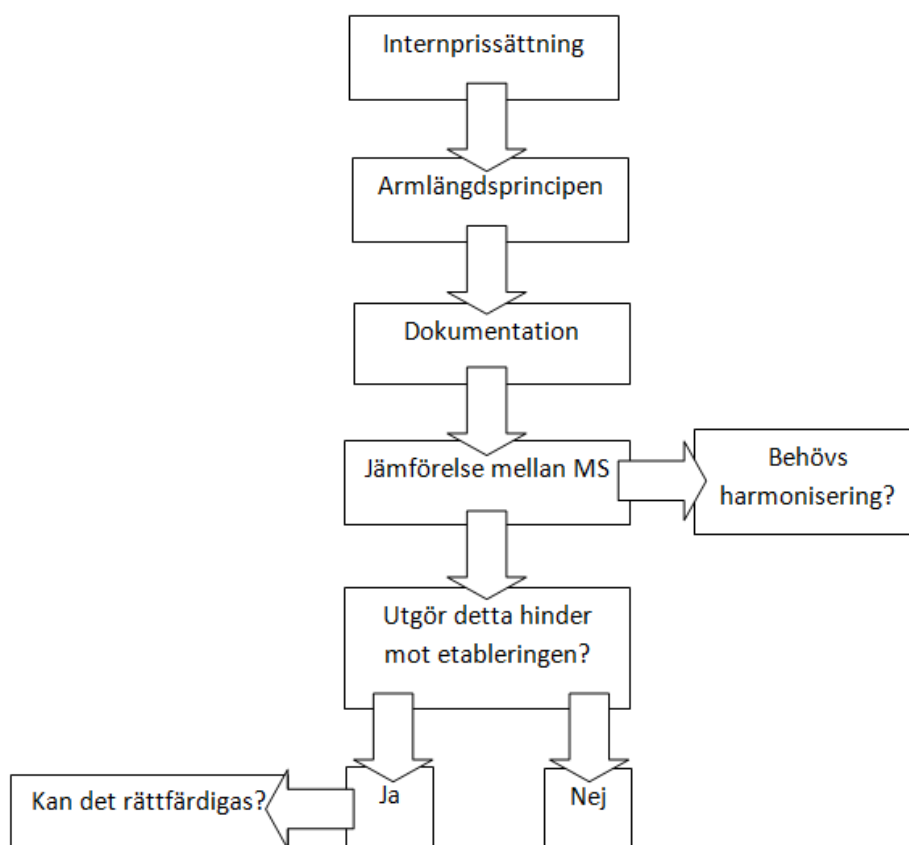 Internprissättning
Armlängdsprincipen
Dokumentation
Jämförelse mellan MS
Behövs
harmonisering?
Utgör detta hinder
mot etableringen?
Kan det rättfärdigas?
Ja
Nej